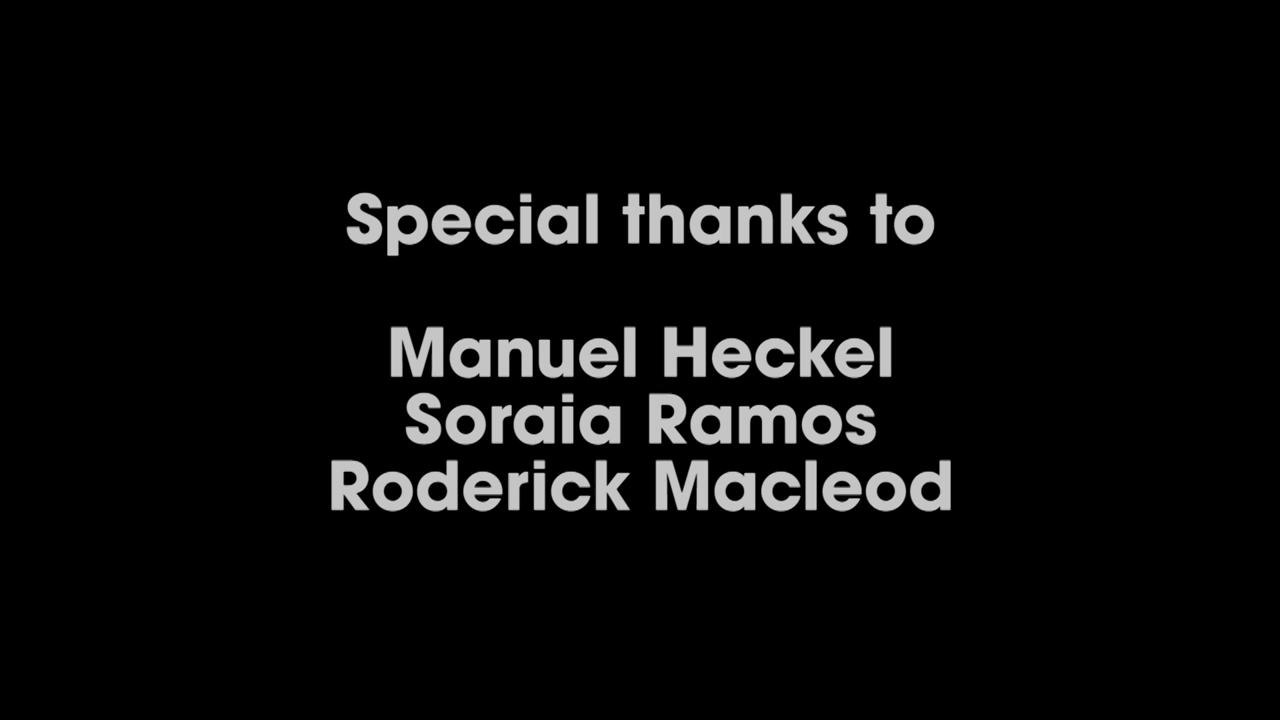 Special thanks to
Manuel Heckel
Soraia Ramos
Roderick Macleod